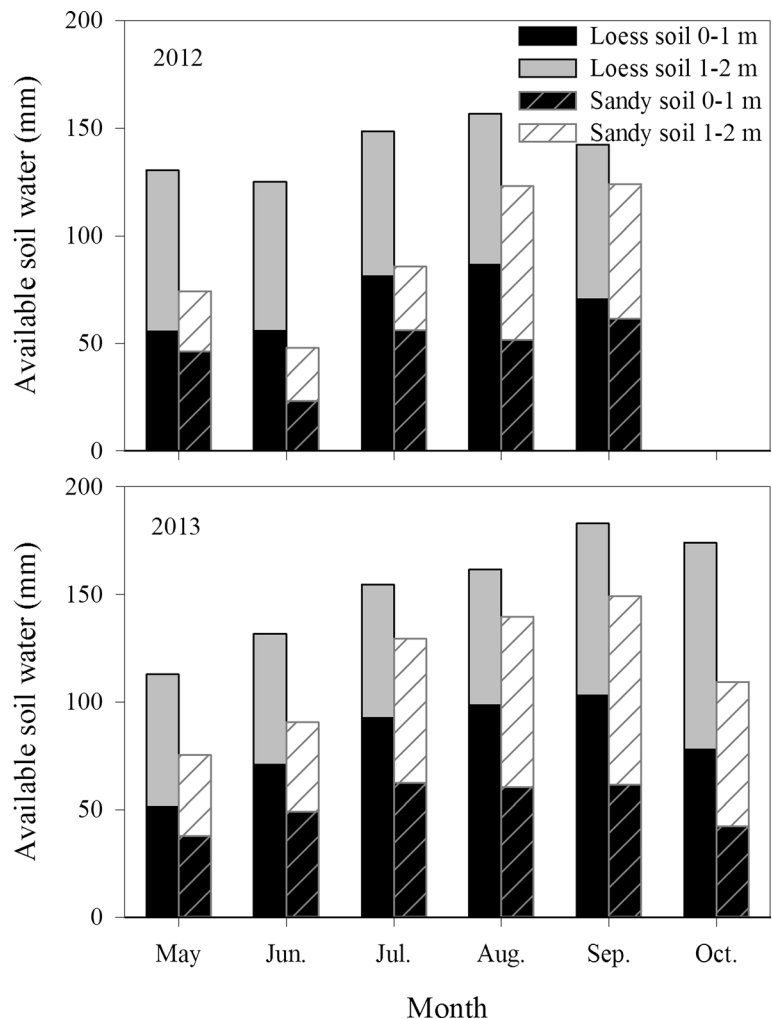 200
150
100
50
0
Available soil water (mm)
2012
Loess soil 0-1 m
Loess soil 1-2 m
Sandy soil 0-1 m
Sandy soil 1-2 m
200
150
100
50
0
Available soil water (mm)
2013
May Jun. Jul. Aug. Sep. Oct.
Month